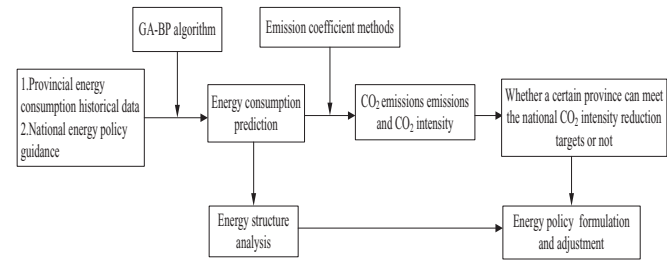 GA-BP algorithm
Emission coefficient methods
1.Provincial energy
consumption historical data
2.National energy policy
guidance
Energy consumption
prediction
CO₂ emissions emissions
and CO₂ intensity
Whether a certain province can meet
the national CO₂ intensity reduction
targets or not
Energy structure
analysis
Energy policy formulation
and adjustment